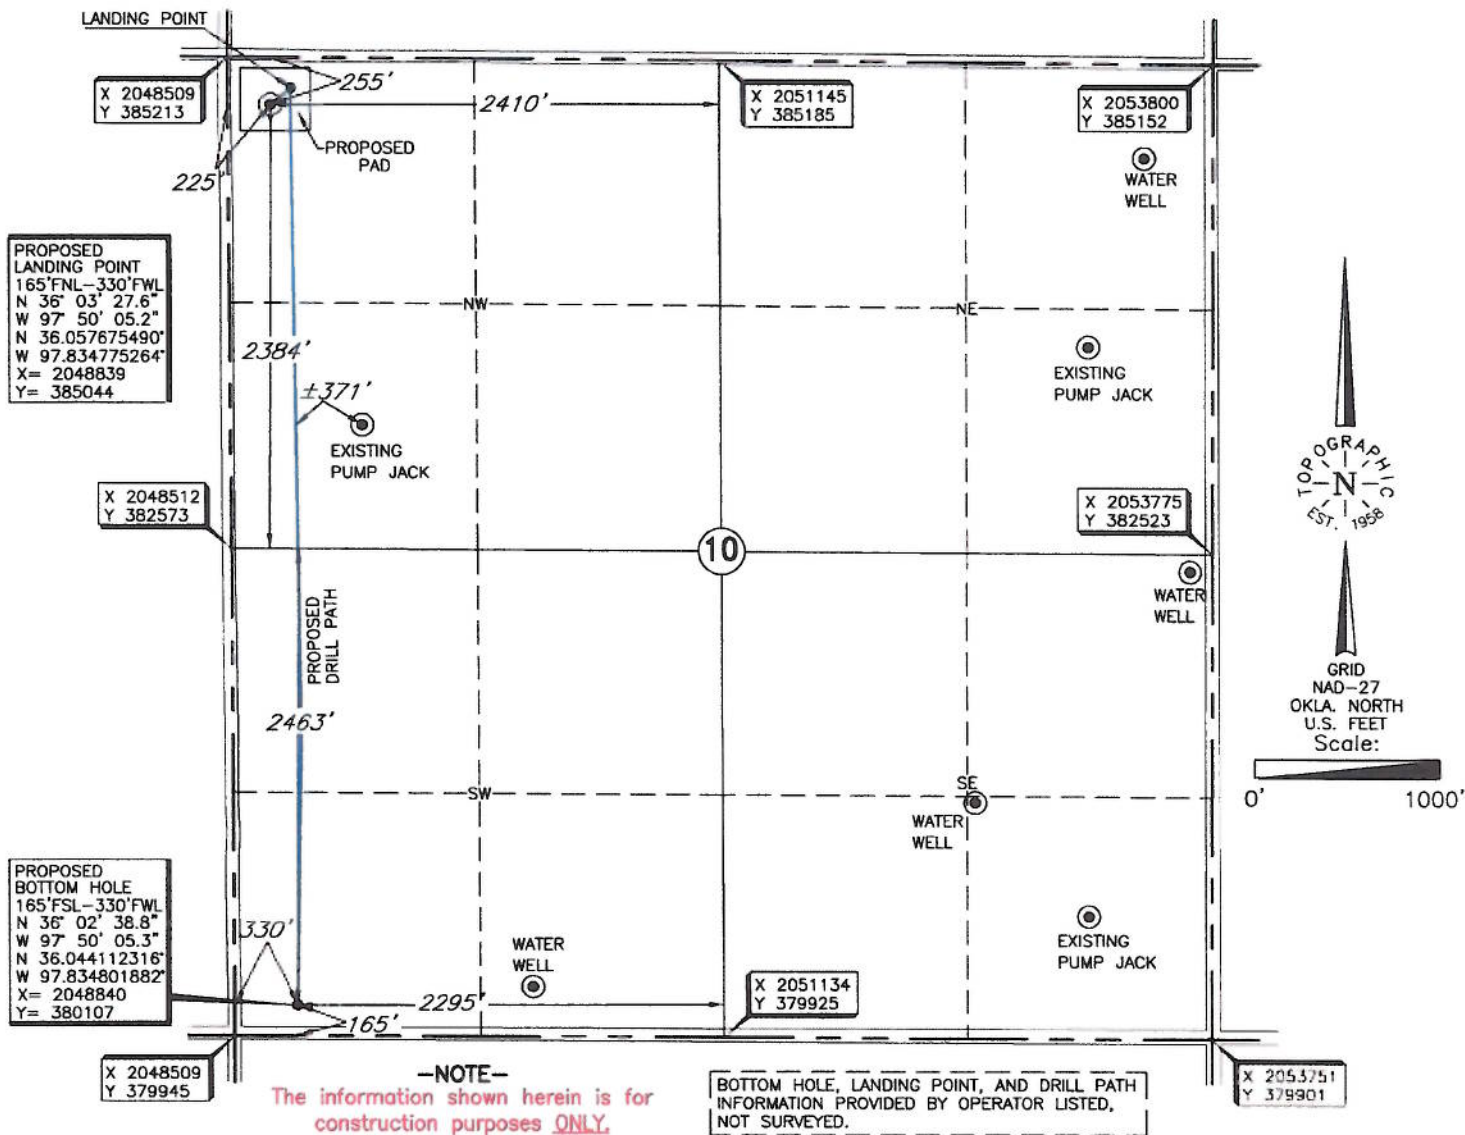 LANDING POINT
X 2048509
Y 385213
255'
2410'
X 2051145
Y 385185
X 2053800
Y 385152
PROPOSED
PAD
225'
WATER
WELL
PROPOSED
LANDING POINT
165'FNL-330'FWL
N 36° 03' 27.6"
W 97° 50' 05.2"
N 36.057675490°
W 97.834775264°
X= 2048839
Y= 385044
NW
NE
2384'
±371'
EXISTING
PUMP JACK
EXISTING
PUMP JACK
TOPOGRAPHIC
N
EST. 1958
X 2048512
Y 382573
X 2053775
Y 382523
10
WATER
WELL
PROPOSED
DRILL PATH
GRID
NAD-27
OKLA. NORTH
U.S. FEET
Scale:
0'
1000'
2463'
SW
SE
WATER
WELL
PROPOSED
BOTTOM HOLE
165'FSL-330'FWL
N 36° 02' 38.8"
W 97° 50' 05.3"
N 36.044112316°
W 97.834801882°
X= 2048840
Y= 380107
330'
WATER
WELL
EXISTING
PUMP JACK
2295'
X 2051134
Y 379925
165'
X 2048509
Y 379945
X 2053751
Y 379901
-NOTE-
The information shown herein is for
construction purposes ONLY.
BOTTOM HOLE, LANDING POINT, AND DRILL PATH
INFORMATION PROVIDED BY OPERATOR LISTED,
NOT SURVEYED.